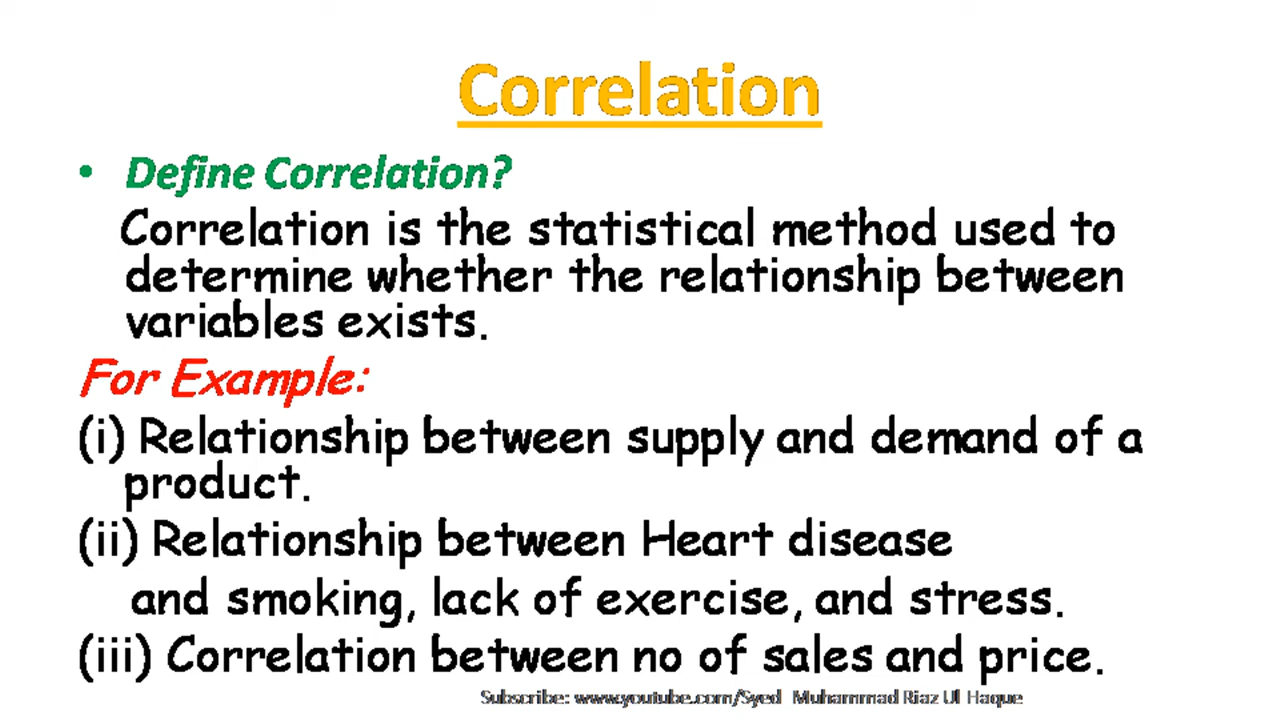 Correlation
• Define Correlation?
Correlation is the statistical method used to
determine whether the relationship between
variables exists.
For Example:
(i) Relationship between supply and demand of a
product.
(ii) Relationship between Heart disease
and smoking, lack of exercise, and stress.
(iii) Correlation between no of sales and price.
Subscribe: www.youtube.com/Syed Muhammad Riaz Ul Haque